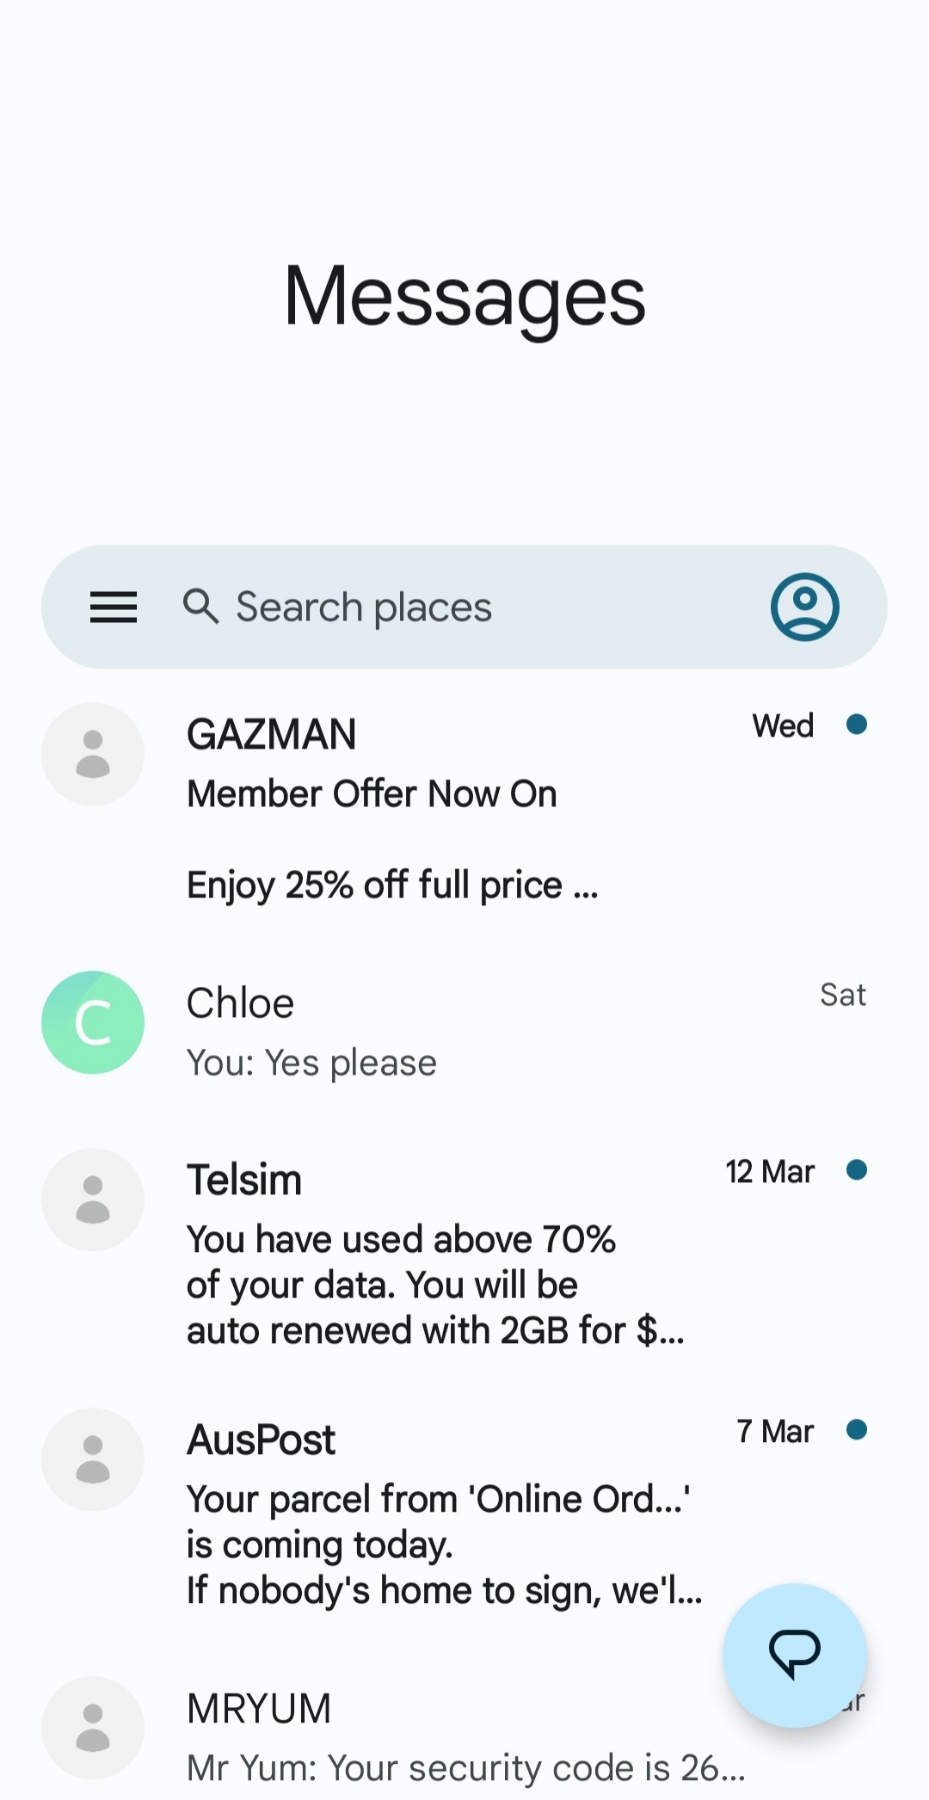 Messages
Search places
GAZMAN
Wed
Member Offer Now On
Enjoy 25% off full price ...
C
Chloe
Sat
You: Yes please
Telsim
12 Mar
You have used above 70%
of your data. You will be
auto renewed with 2GB for $...
AusPost
7 Mar
Your parcel from 'Online Ord...'
is coming today.
If nobody's home to sign, we'l...
MRYUM
Mr Yum: Your security code is 26...